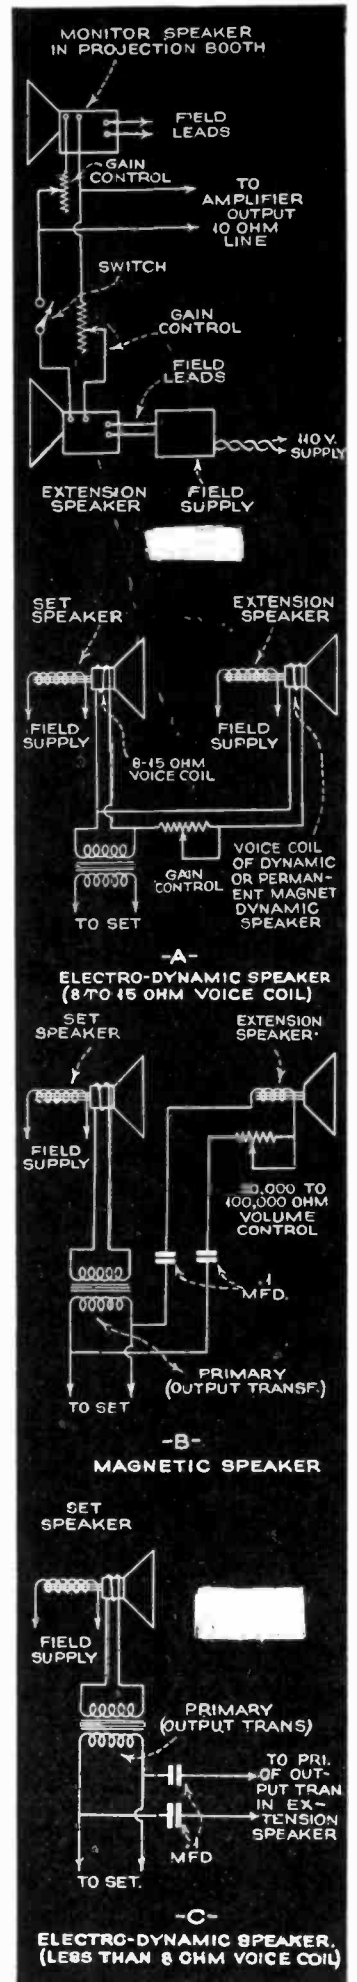 MONITOR SPEAKER
IN PROJECTION BOOTH
FIELD
LEADS
GAIN
CONTROL
TO
AMPLIFIER
OUTPUT
10 OHM
LINE
SWITCH
GAIN
CONTROL
FIELD
LEADS
110 V.
SUPPLY
EXTENSION
SPEAKER
FIELD
SUPPLY
SET
SPEAKER
EXTENSION
SPEAKER
FIELD
SUPPLY
FIELD
SUPPLY
8-15 OHM
VOICE COIL
GAIN
CONTROL
VOICE COIL
OF DYNAMIC
OR PERMAN-
ENT MAGNET
DYNAMIC
SPEAKER
TO SET
-A-
ELECTRO-DYNAMIC SPEAKER
(8 TO 15 OHM VOICE COIL)
SET
SPEAKER
EXTENSION
SPEAKER
FIELD
SUPPLY
TO
100,000 OHM
VOLUME
CONTROL
.1
MFD.
PRIMARY
(OUTPUT TRANSF.)
TO SET
-B-
MAGNETIC SPEAKER
SET
SPEAKER
FIELD
SUPPLY
PRIMARY
(OUTPUT TRANS)
TO PRI.
OF OUT-
PUT TRAN
IN EX-
TENSION
SPEAKER
.1
MFD
TO SET.
-C-
ELECTRO-DYNAMIC SPEAKER.
(LESS THAN 8 OHM VOICE COIL)